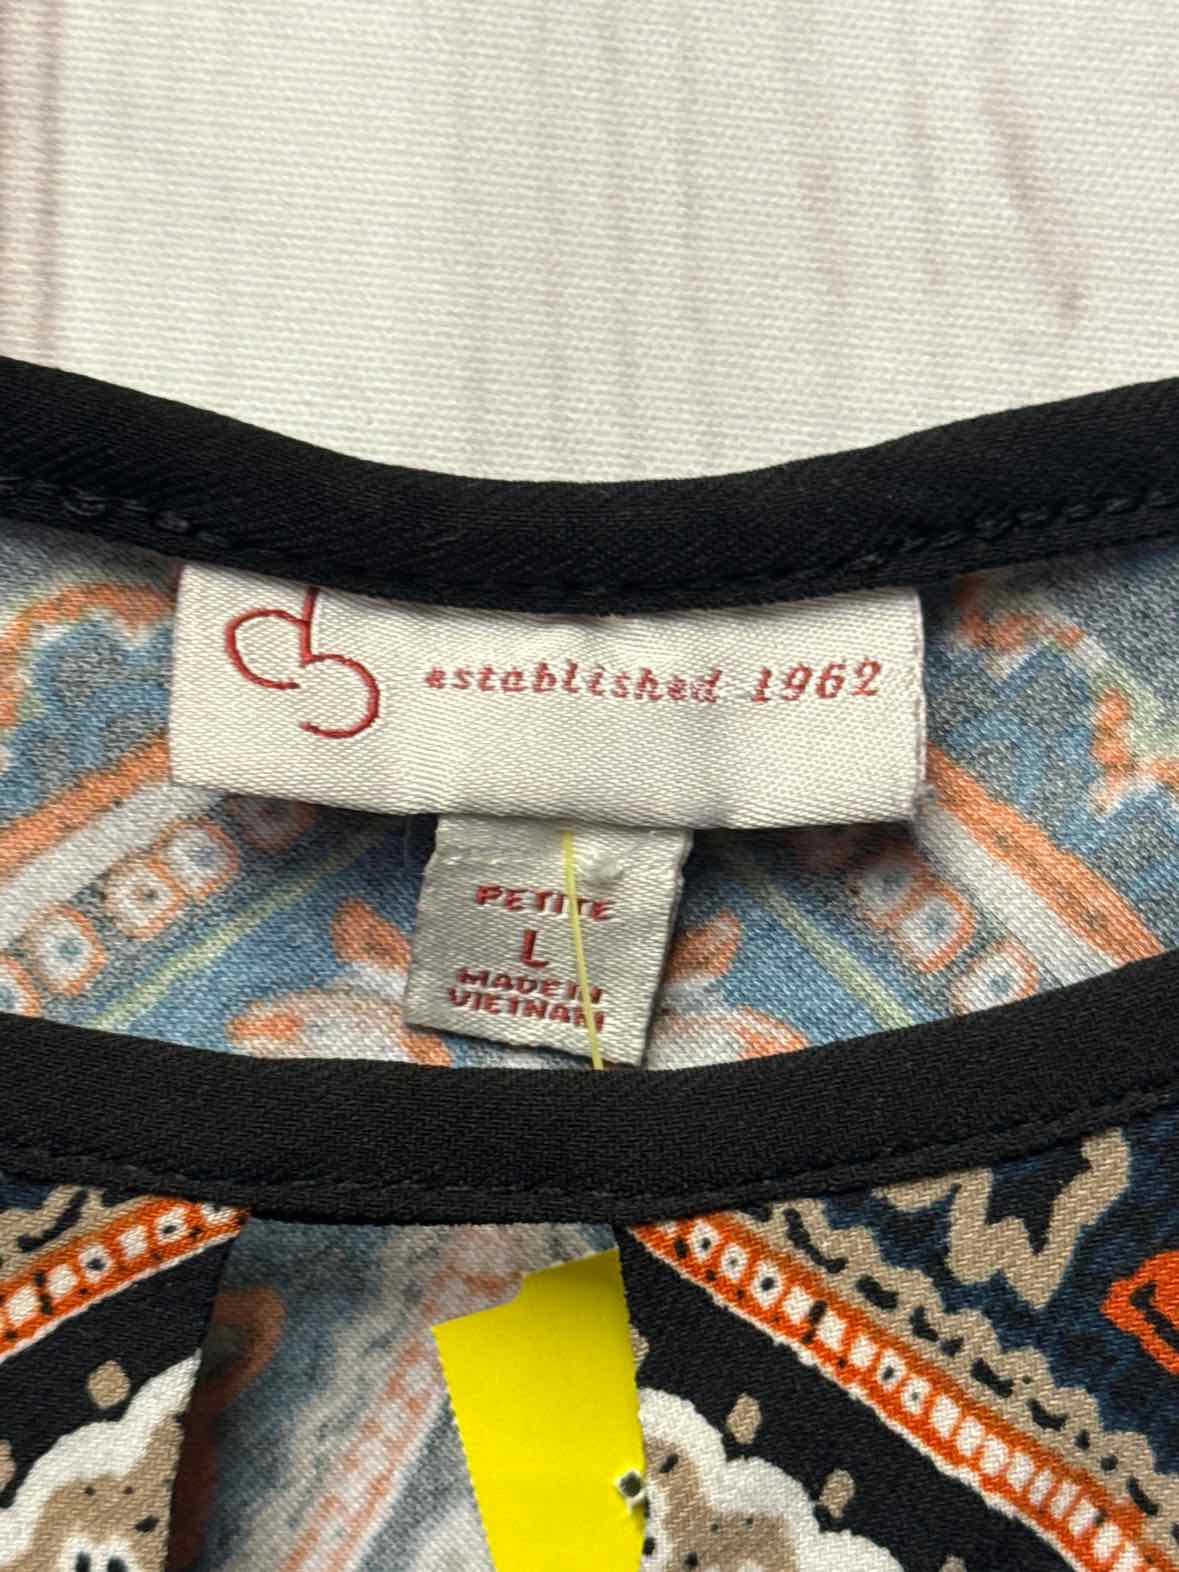 cb established 1962
PETITE
L
MADE IN
VIETNAM